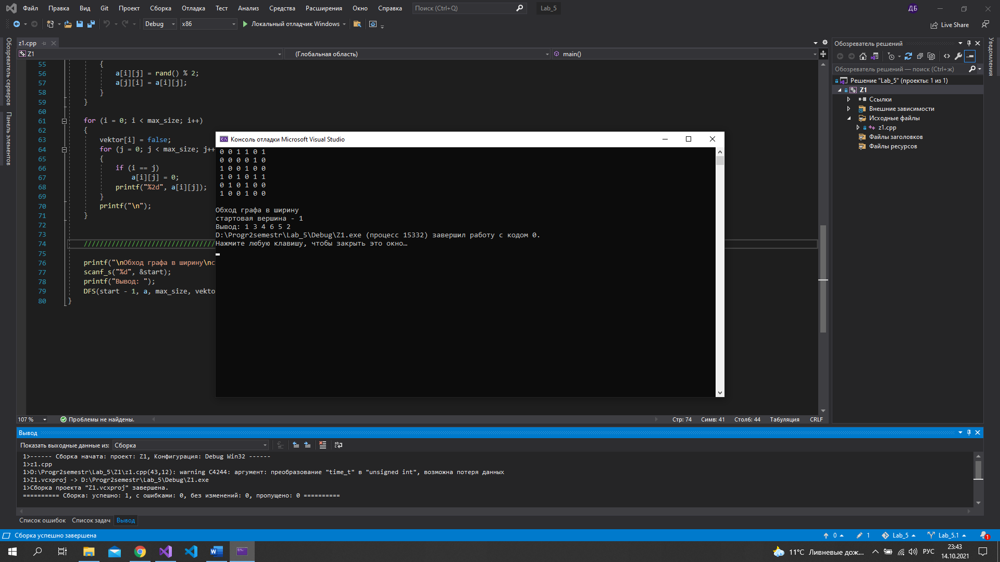 Файл Правка Вид Git Проект Сборка Отладка Тест Анализ Средства Расширения Окно Справка Поиск (Ctrl+Q) Lab_5 ДБ
Debug x86 Локальный отладчик Windows Live Share
Обозреватель серверов
Панель элементов
z1.cpp
Z1 (Глобальная область) main()
55 {
56 a[i][j] = rand() % 2;
57 a[j][i] = a[i][j];
58 }
59 }
60
61 for (i = 0; i < max_size; i++)
62 {
63 vektor[i] = false;
64 for (j = 0; j < max_size; j++
65 {
66 if (i == j)
67 a[i][j] = 0;
68 printf("%2d", a[i][j]);
69 }
70 printf("\n");
71 }
72
73
74 /////////////////////////////////
75
76 printf("\nОбход графа в ширину\nс
77 scanf_s("%d", &start);
78 printf("Вывод: ");
79 DFS(start - 1, a, max_size, vekto
80 }
Консоль отладки Microsoft Visual Studio
0 0 1 1 0 1
0 0 0 0 1 0
1 0 0 1 0 0
1 0 1 0 1 1
0 1 0 1 0 0
1 0 0 1 0 0
Обход графа в ширину
стартовая вершина - 1
Вывод: 1 3 4 6 5 2
D:\Progr2semestr\Lab_5\Debug\Z1.exe (процесс 15332) завершил работу с кодом 0.
Нажмите любую клавишу, чтобы закрыть это окно…
107 % Проблемы не найдены. Стр: 74 Симв: 41 Столб: 44 Табуляция CRLF
Обозреватель решений
Обозреватель решений — поиск (Ctrl+ж)
Решение "Lab_5" (проекты: 1 из 1)
Z1
Ссылки
Внешние зависимости
Исходные файлы
z1.cpp
Файлы заголовков
Файлы ресурсов
Уведомления
Вывод
Показать выходные данные из: Сборка
1>------ Сборка начата: проект: Z1, Конфигурация: Debug Win32 ------
1>z1.cpp
1>D:\Progr2semestr\Lab_5\Z1\z1.cpp(43,12): warning C4244: аргумент: преобразование "time_t" в "unsigned int", возможна потеря данных
1>Z1.vcxproj -> D:\Progr2semestr\Lab_5\Debug\Z1.exe
1>Сборка проекта "Z1.vcxproj" завершена.
========== Сборка: успешно: 1, с ошибками: 0, без изменений: 0, пропущено: 0 ==========
Список ошибок Список задач Вывод
Сборка успешно завершена 0 1 Lab_5 Lab_5.1 1
11°C Ливневые дож... РУС 23:43
14.10.2021